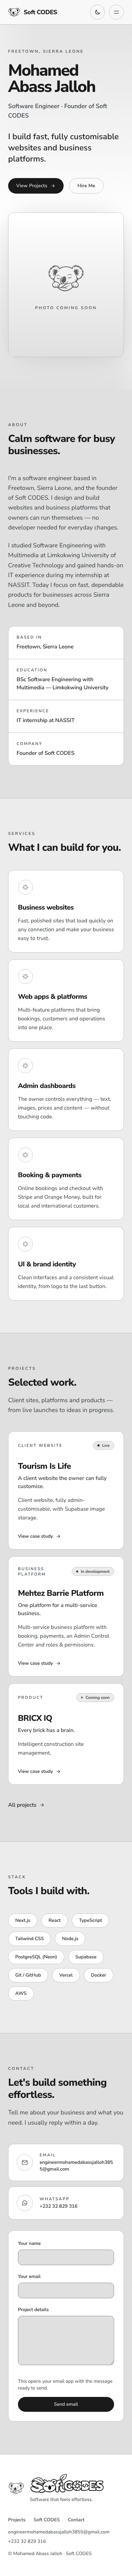 Soft CODES
FREETOWN, SIERRA LEONE
Mohamed
Abass Jalloh
Software Engineer · Founder of Soft
CODES
I build fast, fully customisable
websites and business
platforms.
View Projects →
Hire Me
PHOTO COMING SOON
ABOUT
Calm software for busy
businesses.
I'm a software engineer based in
Freetown, Sierra Leone, and the founder
of Soft CODES. I design and build
websites and business platforms that
owners can run themselves — no
developer needed for everyday changes.
I studied Software Engineering with
Multimedia at Limkokwing University of
Creative Technology and gained hands-on
IT experience during my internship at
NASSIT. Today I focus on fast, dependable
products for businesses across Sierra
Leone and beyond.
BASED IN
Freetown, Sierra Leone
EDUCATION
BSc Software Engineering with
Multimedia — Limkokwing University
EXPERIENCE
IT internship at NASSIT
COMPANY
Founder of Soft CODES
SERVICES
What I can build for you.
Business websites
Fast, polished sites that load quickly on
any connection and make your business
easy to trust.
Web apps & platforms
Multi-feature platforms that bring
bookings, customers and operations
into one place.
Admin dashboards
The owner controls everything — text,
images, prices and content — without
touching code.
Booking & payments
Online bookings and checkout with
Stripe and Orange Money, built for
local and international customers.
UI & brand identity
Clean interfaces and a consistent visual
identity, from logo to the last button.
PROJECTS
Selected work.
Client sites, platforms and products —
from live launches to ideas in progress.
CLIENT WEBSITE
Live
Tourism Is Life
A client website the owner can fully
customise.
Client website, fully admin-
customisable, with Supabase image
storage.
View case study →
BUSINESS
PLATFORM
In development
Mehtez Barrie Platform
One platform for a multi-service
business.
Multi-service business platform with
booking, payments, an Admin Control
Center and roles & permissions.
View case study →
PRODUCT
Coming soon
BRICX IQ
Every brick has a brain.
Intelligent construction site
management.
View case study →
All projects →
STACK
Tools I build with.
Next.js
React
TypeScript
Tailwind CSS
Node.js
PostgreSQL (Neon)
Supabase
Git / GitHub
Vercel
Docker
AWS
CONTACT
Let's build something
effortless.
Tell me about your business and what you
need. I usually reply within a day.
EMAIL
engineermohamedabassjalloh385
5@gmail.com
WHATSAPP
+232 32 829 316
Your name
Your email
Project details
This opens your email app with the message
ready to send.
Send email
Soft CODES
Software that feels effortless.
Projects
Soft CODES
Contact
engineermohamedabassjalloh3855@gmail.com
+232 32 829 316
© Mohamed Abass Jalloh · Soft CODES